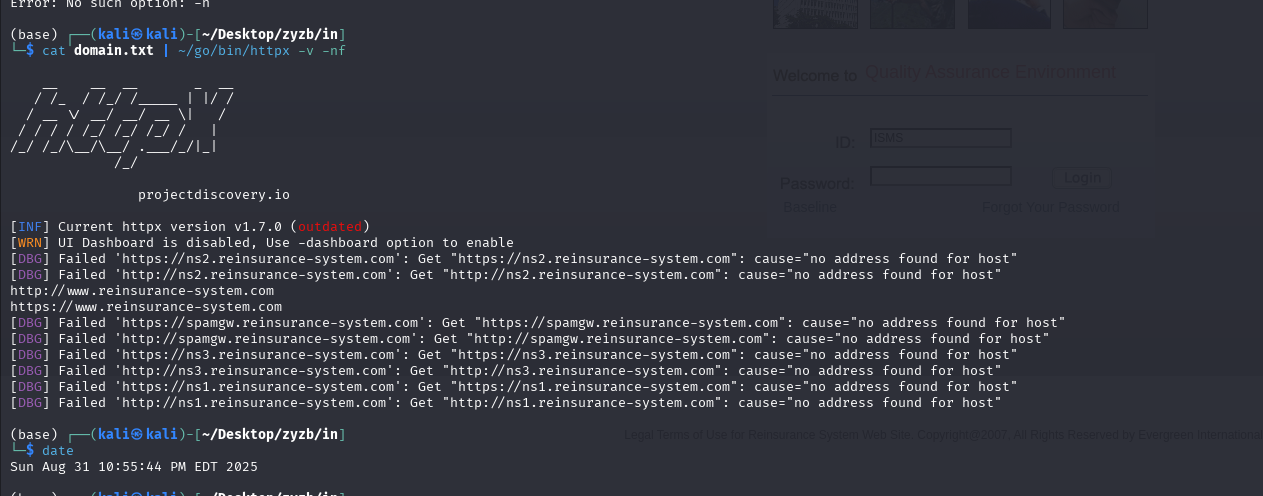 Error: No such option: -n
(base) ┌──(kali㉿kali)-[~/Desktop/zyzb/in]
└─$ cat domain.txt | ~/go/bin/httpx -v -nf
projectdiscovery.io
[INF] Current httpx version v1.7.0 (outdated)
[WRN] UI Dashboard is disabled, Use -dashboard option to enable
[DBG] Failed 'https://ns2.reinsurance-system.com': Get "https://ns2.reinsurance-system.com": cause="no address found for host"
[DBG] Failed 'http://ns2.reinsurance-system.com': Get "http://ns2.reinsurance-system.com": cause="no address found for host"
http://www.reinsurance-system.com
https://www.reinsurance-system.com
[DBG] Failed 'https://spamgw.reinsurance-system.com': Get "https://spamgw.reinsurance-system.com": cause="no address found for host"
[DBG] Failed 'http://spamgw.reinsurance-system.com': Get "http://spamgw.reinsurance-system.com": cause="no address found for host"
[DBG] Failed 'https://ns3.reinsurance-system.com': Get "https://ns3.reinsurance-system.com": cause="no address found for host"
[DBG] Failed 'http://ns3.reinsurance-system.com': Get "http://ns3.reinsurance-system.com": cause="no address found for host"
[DBG] Failed 'https://ns1.reinsurance-system.com': Get "https://ns1.reinsurance-system.com": cause="no address found for host"
[DBG] Failed 'http://ns1.reinsurance-system.com': Get "http://ns1.reinsurance-system.com": cause="no address found for host"
(base) ┌──(kali㉿kali)-[~/Desktop/zyzb/in]
└─$ date
Sun Aug 31 10:55:44 PM EDT 2025
Welcome to Quality Assurance Environment
ID: ISMS
Password: Login
Baseline Forgot Your Password
Legal Terms of Use for Reinsurance System Web Site. Copyright@2007, All Rights Reserved by Evergreen International